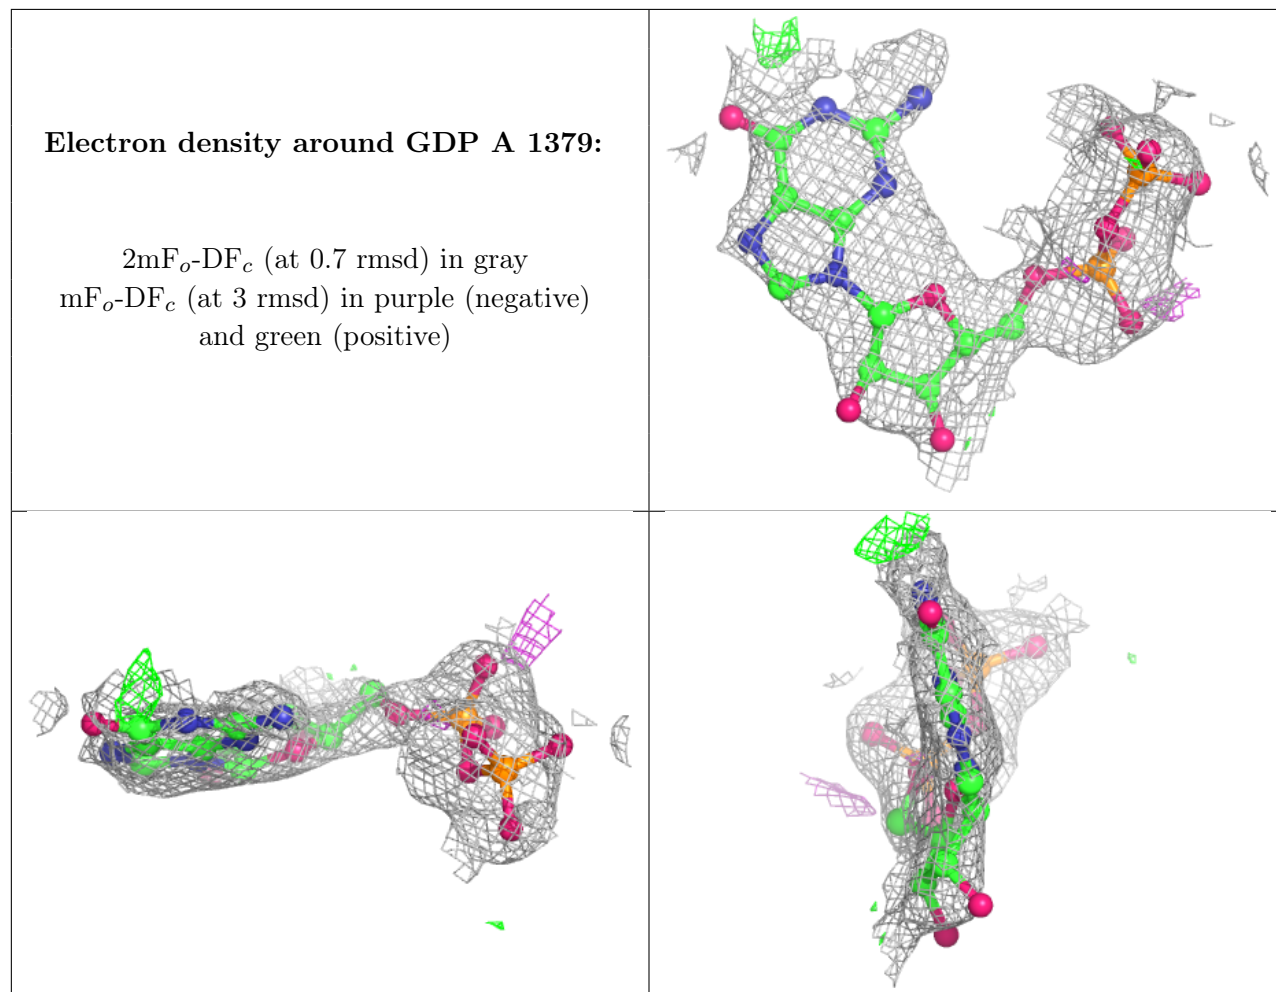 Electron density around GDP A 1379:
2mFo-DFc (at 0.7 rmsd) in gray
mFo-DFc (at 3 rmsd) in purple (negative)
and green (positive)